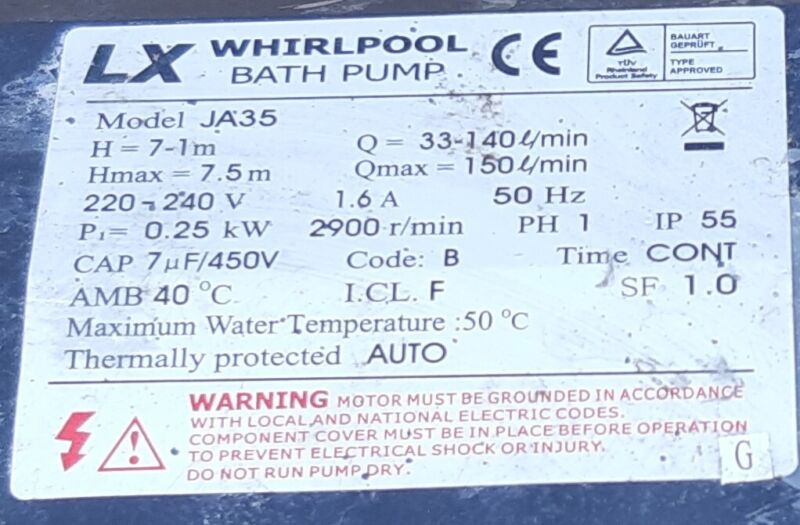 LX WHIRLPOOL
BATH PUMP
CE
TÜV
Rheinland
Product Safety
BAUART
GEPRÜFT
TYPE
APPROVED
Model JA35
H = 7-1m Q = 33-140ℓ/min
Hmax = 7.5 m Qmax = 150ℓ/min
220-240 V 1.6 A 50 Hz
P₁= 0.25 kW 2900 r/min PH 1 IP 55
CAP 7µF/450V Code: B Time CONT
AMB 40 °C I.CL. F SF 1.0
Maximum Water Temperature :50 °C
Thermally protected AUTO
WARNING MOTOR MUST BE GROUNDED IN ACCORDANCE
WITH LOCAL AND NATIONAL ELECTRIC CODES.
COMPONENT COVER MUST BE IN PLACE BEFORE OPERATION
TO PREVENT ELECTRICAL SHOCK OR INJURY.
DO NOT RUN PUMP DRY.
G